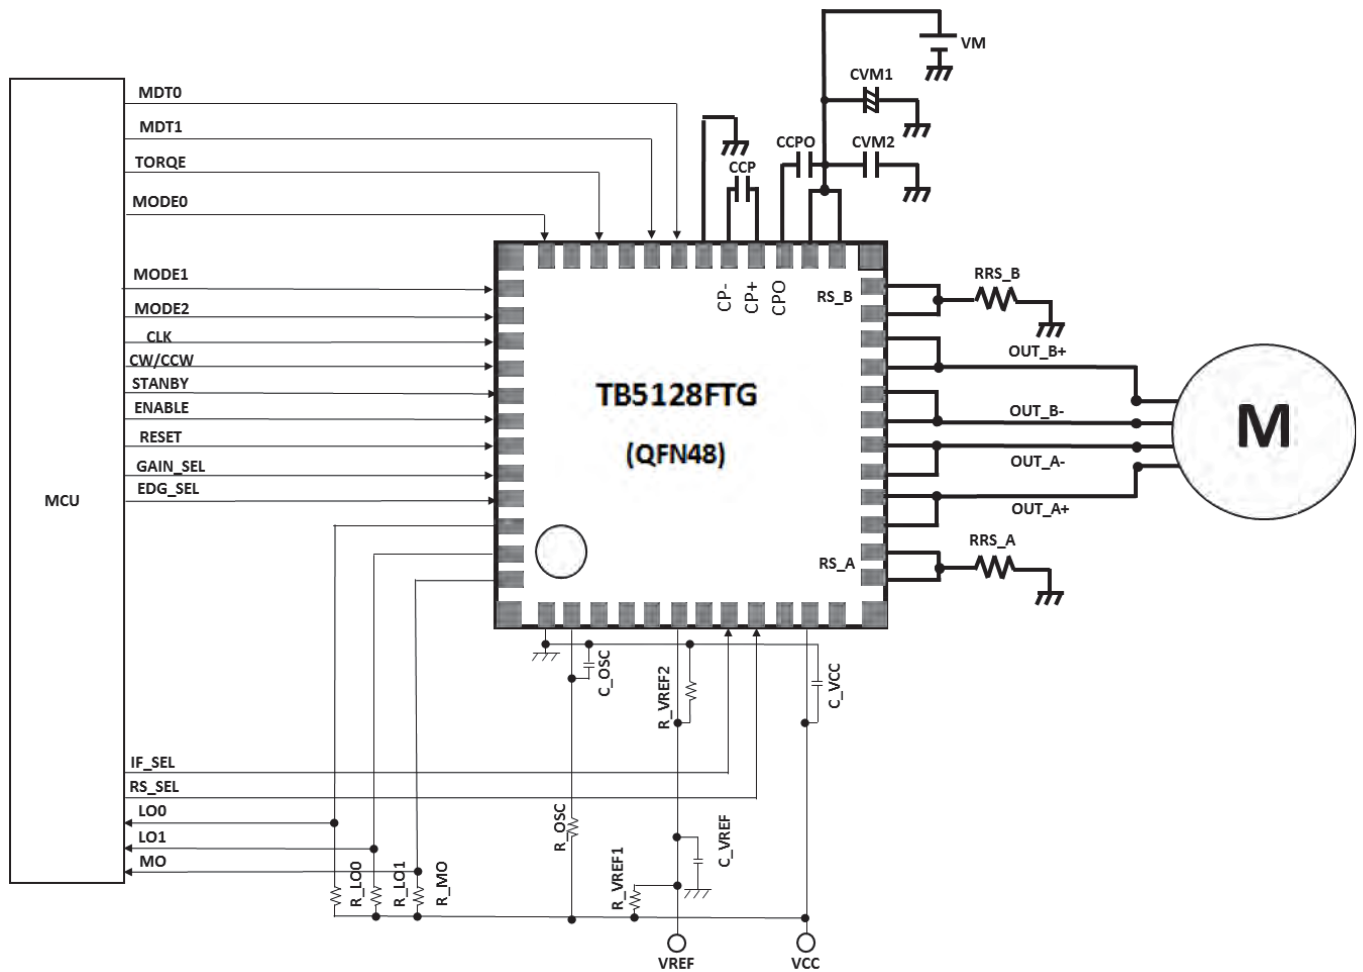 VM
CVM1
CCPO
CVM2
CCP
MDT0
MDT1
TORQE
MODE0
MODE1
MODE2
CLK
CW/CCW
STANBY
ENABLE
RESET
GAIN_SEL
EDG_SEL
MCU
CP-
CP+
CPO
RS_B
RRS_B
TB5128FTG
(QFN48)
OUT_B+
OUT_B-
OUT_A-
OUT_A+
M
RS_A
RRS_A
C_OSC
R_VREF2
C_VCC
IF_SEL
RS_SEL
LO0
LO1
MO
R_LO0
R_LO1
R_MO
R_OSC
R_VREF1
C_VREF
VREF
VCC